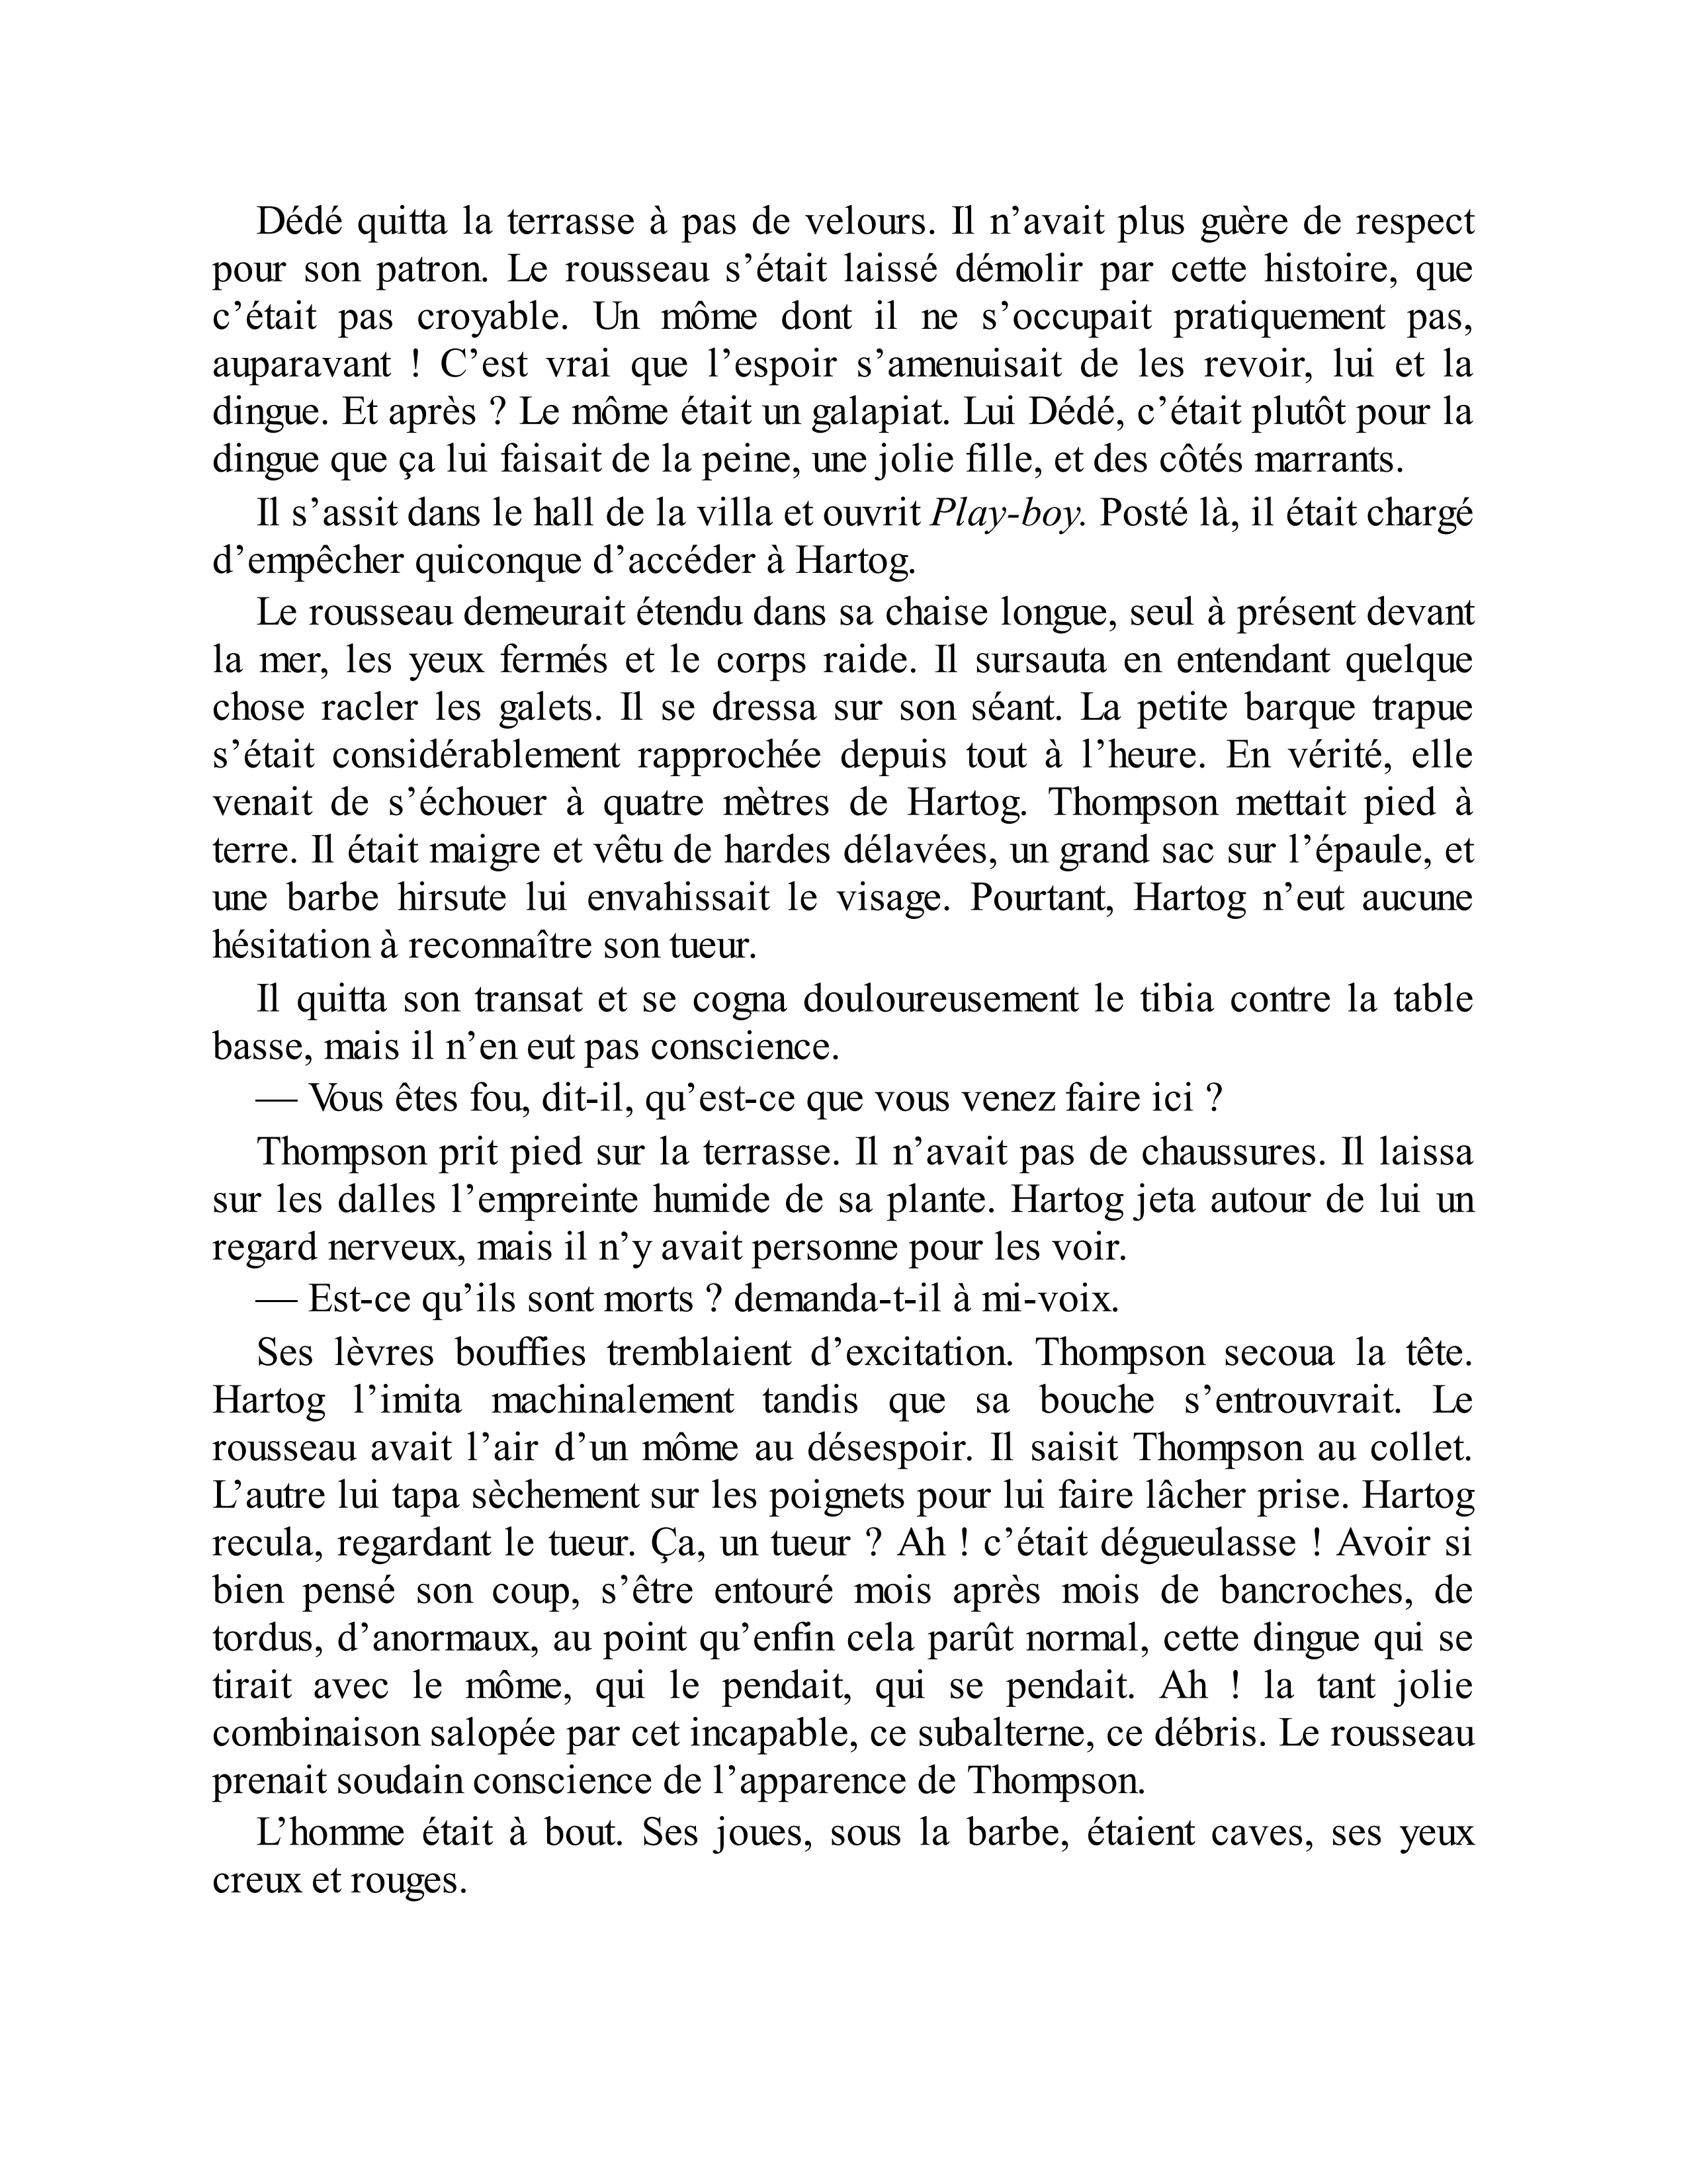 Dédé quitta la terrasse à pas de velours. Il n’avait plus guère de respect
pour son patron. Le rousseau s’était laissé démolir par cette histoire, que
c’était pas croyable. Un môme dont il ne s’occupait pratiquement pas,
auparavant ! C’est vrai que l’espoir s’amenuisait de les revoir, lui et la
dingue. Et après ? Le môme était un galapiat. Lui Dédé, c’était plutôt pour la
dingue que ça lui faisait de la peine, une jolie fille, et des côtés marrants.
Il s’assit dans le hall de la villa et ouvrit Play-boy. Posté là, il était chargé
d’empêcher quiconque d’accéder à Hartog.
Le rousseau demeurait étendu dans sa chaise longue, seul à présent devant
la mer, les yeux fermés et le corps raide. Il sursauta en entendant quelque
chose racler les galets. Il se dressa sur son séant. La petite barque trapue
s’était considérablement rapprochée depuis tout à l’heure. En vérité, elle
venait de s’échouer à quatre mètres de Hartog. Thompson mettait pied à
terre. Il était maigre et vêtu de hardes délavées, un grand sac sur l’épaule, et
une barbe hirsute lui envahissait le visage. Pourtant, Hartog n’eut aucune
hésitation à reconnaître son tueur.
Il quitta son transat et se cogna douloureusement le tibia contre la table
basse, mais il n’en eut pas conscience.
— Vous êtes fou, dit-il, qu’est-ce que vous venez faire ici ?
Thompson prit pied sur la terrasse. Il n’avait pas de chaussures. Il laissa
sur les dalles l’empreinte humide de sa plante. Hartog jeta autour de lui un
regard nerveux, mais il n’y avait personne pour les voir.
— Est-ce qu’ils sont morts ? demanda-t-il à mi-voix.
Ses lèvres bouffies tremblaient d’excitation. Thompson secoua la tête.
Hartog l’imita machinalement tandis que sa bouche s’entrouvrait. Le
rousseau avait l’air d’un môme au désespoir. Il saisit Thompson au collet.
L’autre lui tapa sèchement sur les poignets pour lui faire lâcher prise. Hartog
recula, regardant le tueur. Ça, un tueur ? Ah ! c’était dégueulasse ! Avoir si
bien pensé son coup, s’être entouré mois après mois de bancroches, de
tordus, d’anormaux, au point qu’enfin cela parût normal, cette dingue qui se
tirait avec le môme, qui le pendait, qui se pendait. Ah ! la tant jolie
combinaison salopée par cet incapable, ce subalterne, ce débris. Le rousseau
prenait soudain conscience de l’apparence de Thompson.
L’homme était à bout. Ses joues, sous la barbe, étaient caves, ses yeux
creux et rouges.